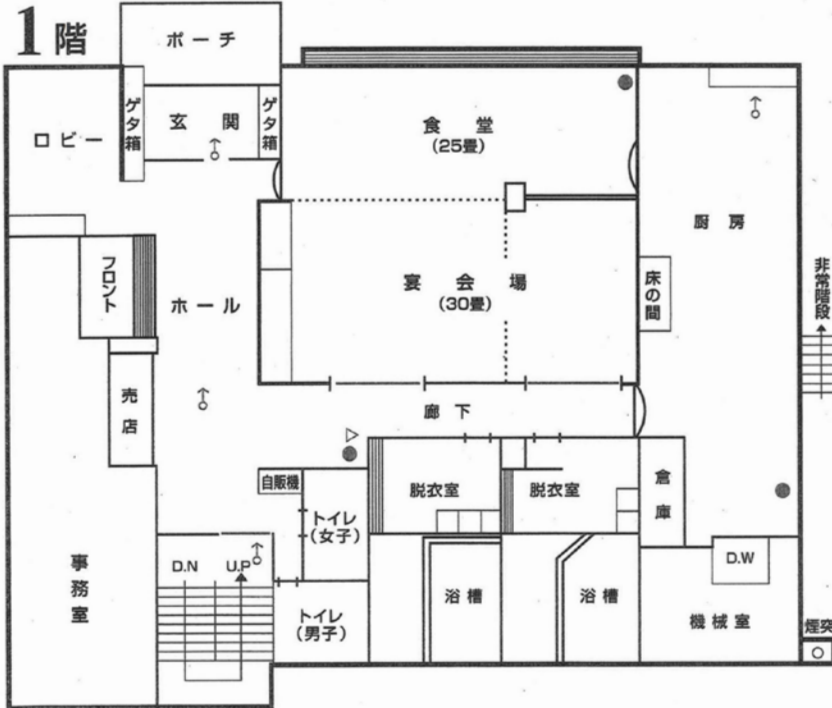 1階
ポーチ
ロビー
ゲタ箱
玄関
ゲタ箱
食堂
(25畳)
厨房
フロント
ホール
宴会場
(30畳)
床の間
非常階段
売店
廊下
自販機
トイレ
(女子)
脱衣室
脱衣室
倉庫
事務室
D.N
U.P
トイレ
(男子)
浴槽
浴槽
D.W
機械室
煙突